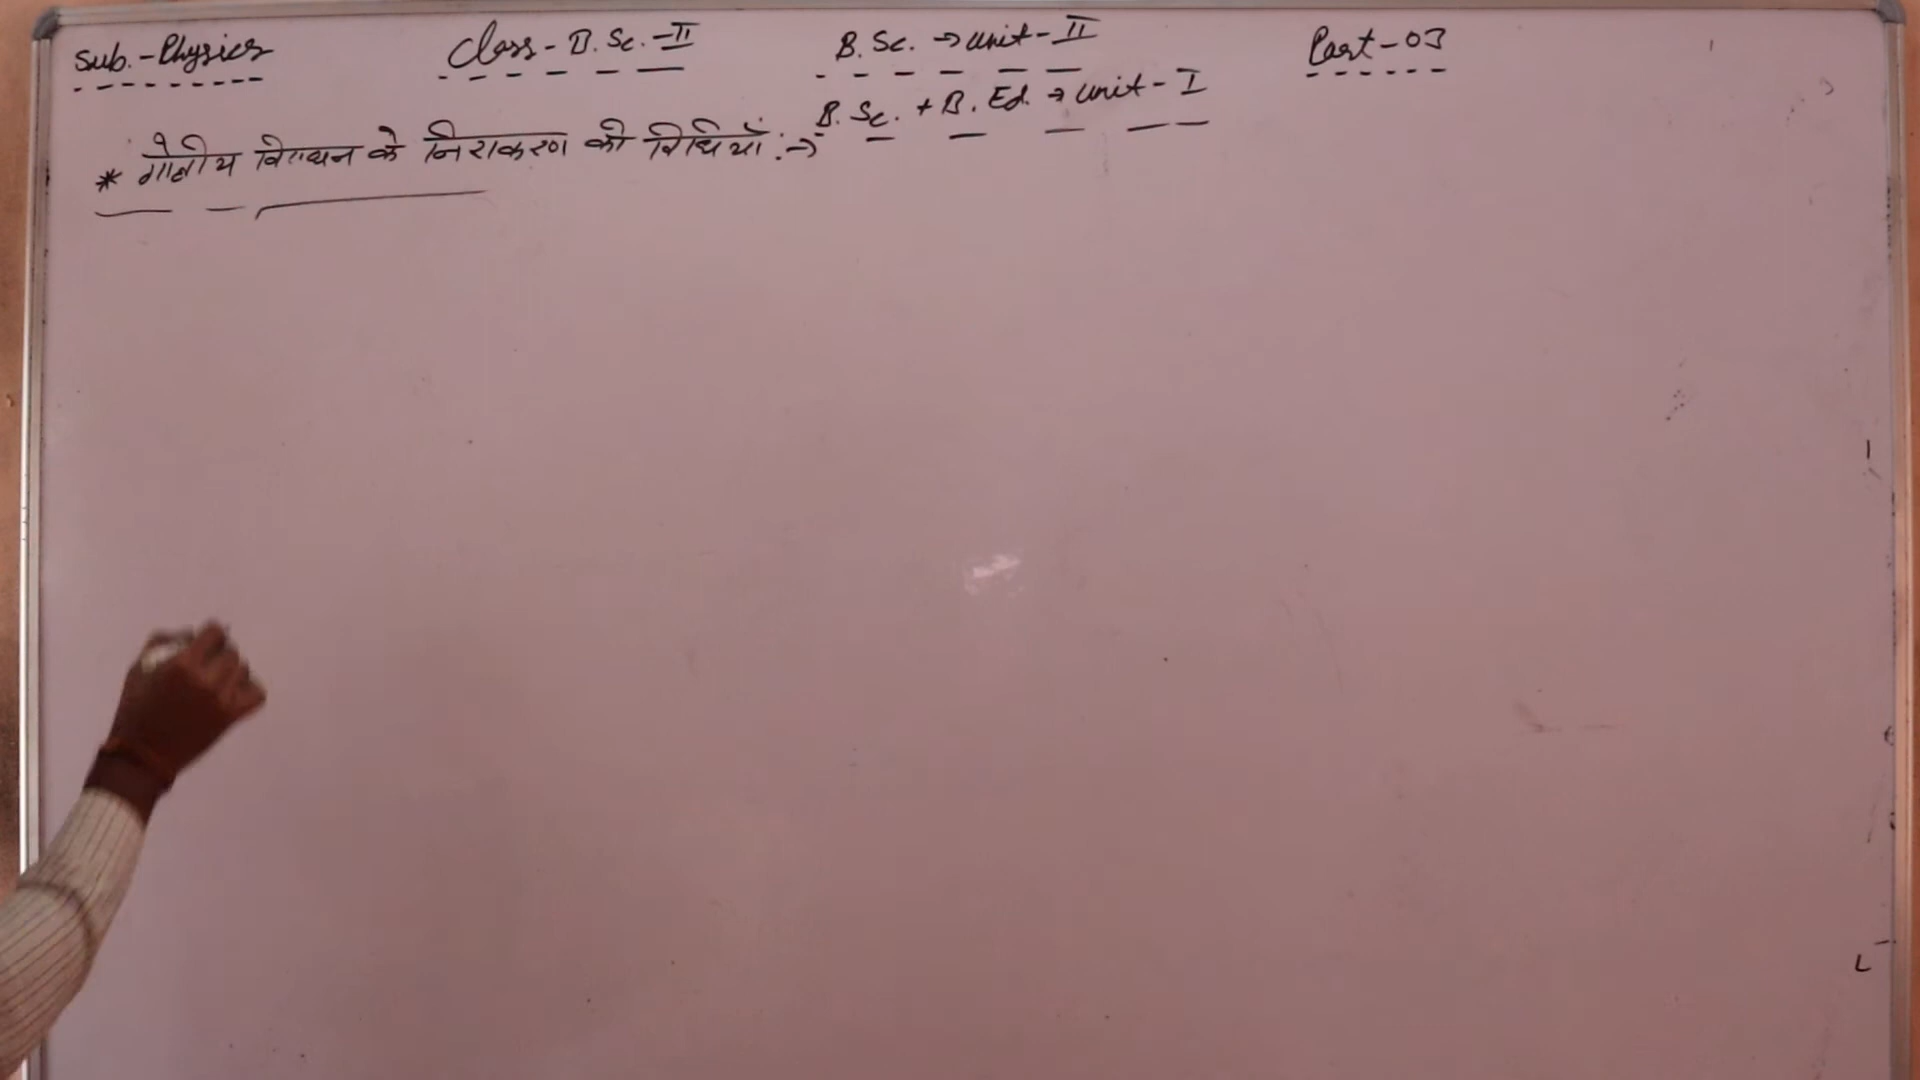 Sub.-Physics Class-B.Sc.-II B.Sc.→unit-II Part-03
B.Sc.+B.Ed.→unit-I
* गोलीय विपथन के निराकरण की विधियां:→